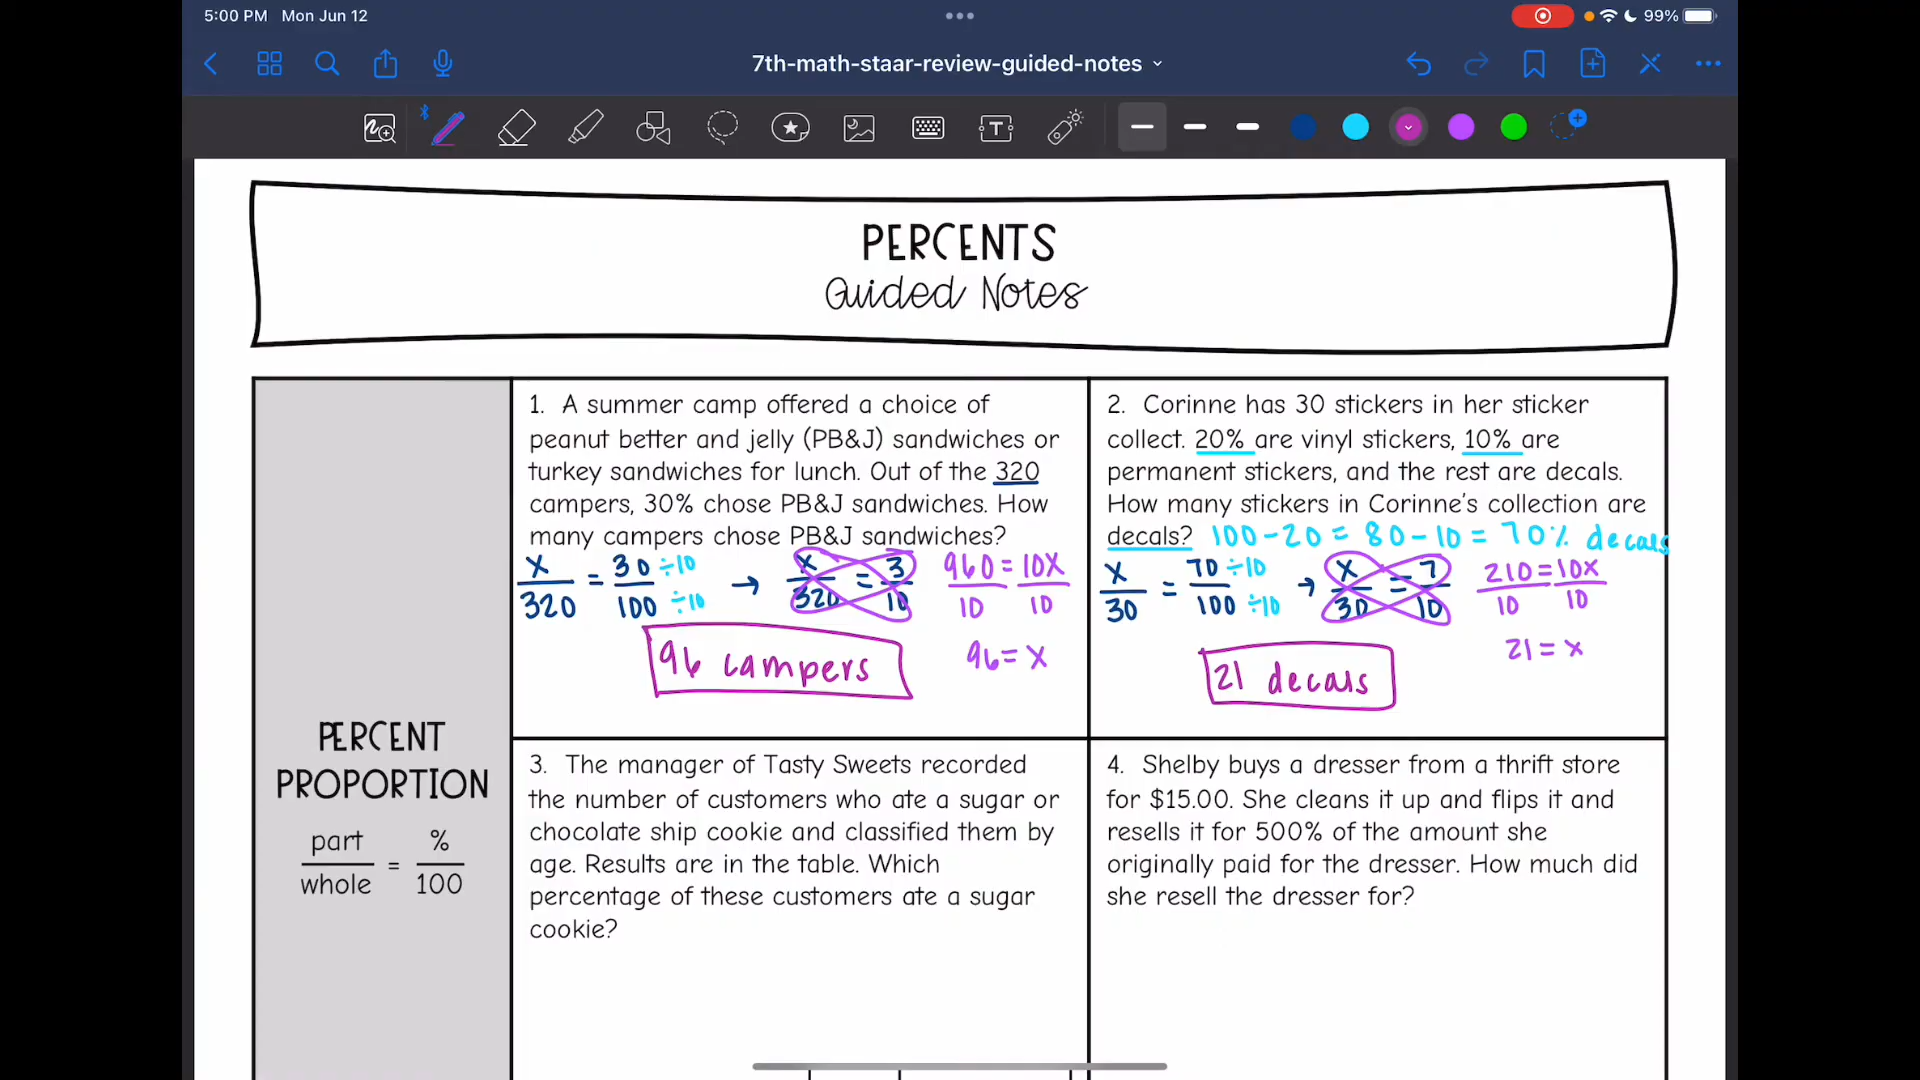 5:00 PM Mon Jun 12
99%
7th-math-staar-review-guided-notes
PERCENTS
Guided Notes
PERCENT
PROPORTION
part/whole = %/100
1. A summer camp offered a choice of
peanut better and jelly (PB&J) sandwiches or
turkey sandwiches for lunch. Out of the 320
campers, 30% chose PB&J sandwiches. How
many campers chose PB&J sandwiches?
x/320 = 30/100 ÷10 ÷10 → x/320 = 3/10 960/10 = 10x/10
96 = x
96 campers
2. Corinne has 30 stickers in her sticker
collect. 20% are vinyl stickers, 10% are
permanent stickers, and the rest are decals.
How many stickers in Corinne's collection are
decals? 100-20 = 80-10 = 70% decals
x/30 = 70/100 ÷10 ÷10 → x/30 = 7/10 210/10 = 10x/10
21 = x
21 decals
3. The manager of Tasty Sweets recorded
the number of customers who ate a sugar or
chocolate ship cookie and classified them by
age. Results are in the table. Which
percentage of these customers ate a sugar
cookie?
4. Shelby buys a dresser from a thrift store
for $15.00. She cleans it up and flips it and
resells it for 500% of the amount she
originally paid for the dresser. How much did
she resell the dresser for?